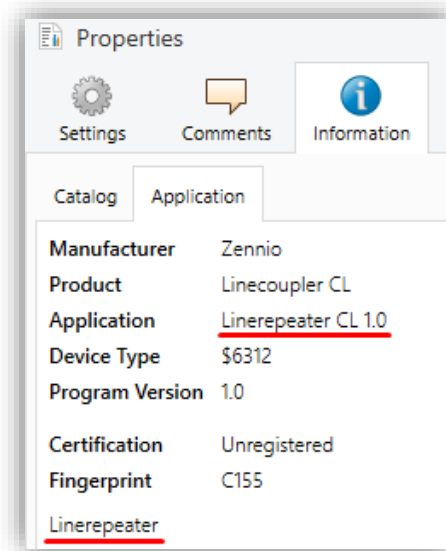 Properties
Settings Comments Information
Catalog Application
Manufacturer Zennio
Product Linecoupler CL
Application Linerepeater CL 1.0
Device Type $6312
Program Version 1.0
Certification Unregistered
Fingerprint C155
Linerepeater